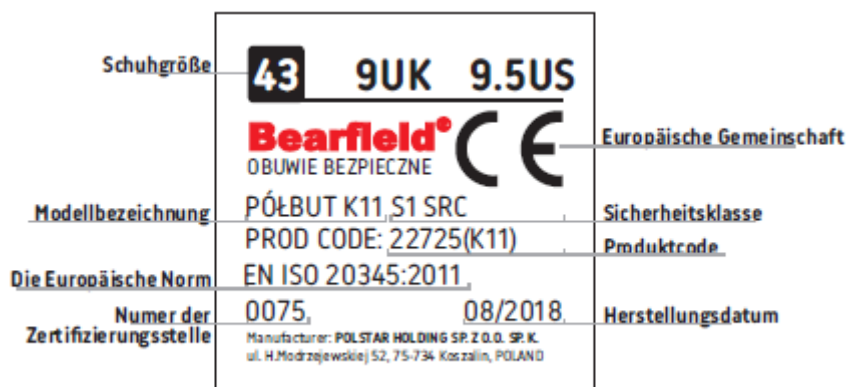 Schuhgröße
43 9UK 9.5US
Bearfield®
CE
Europäische Gemeinschaft
OBUWIE BEZPIECZNE
Modellbezeichnung
PÓŁBUT K11 S1 SRC
Sicherheitsklasse
PROD CODE: 22725(K11)
Produktcode
Die Europäische Norm
EN ISO 20345:2011
Numer der
Zertifizierungsstelle
0075
08/2018
Herstellungsdatum
Manufacturer: POLSTAR HOLDING SP. Z O.O. SP. K.
ul. H.Modrzejewskiej 52, 75-734 Koszalin, POLAND